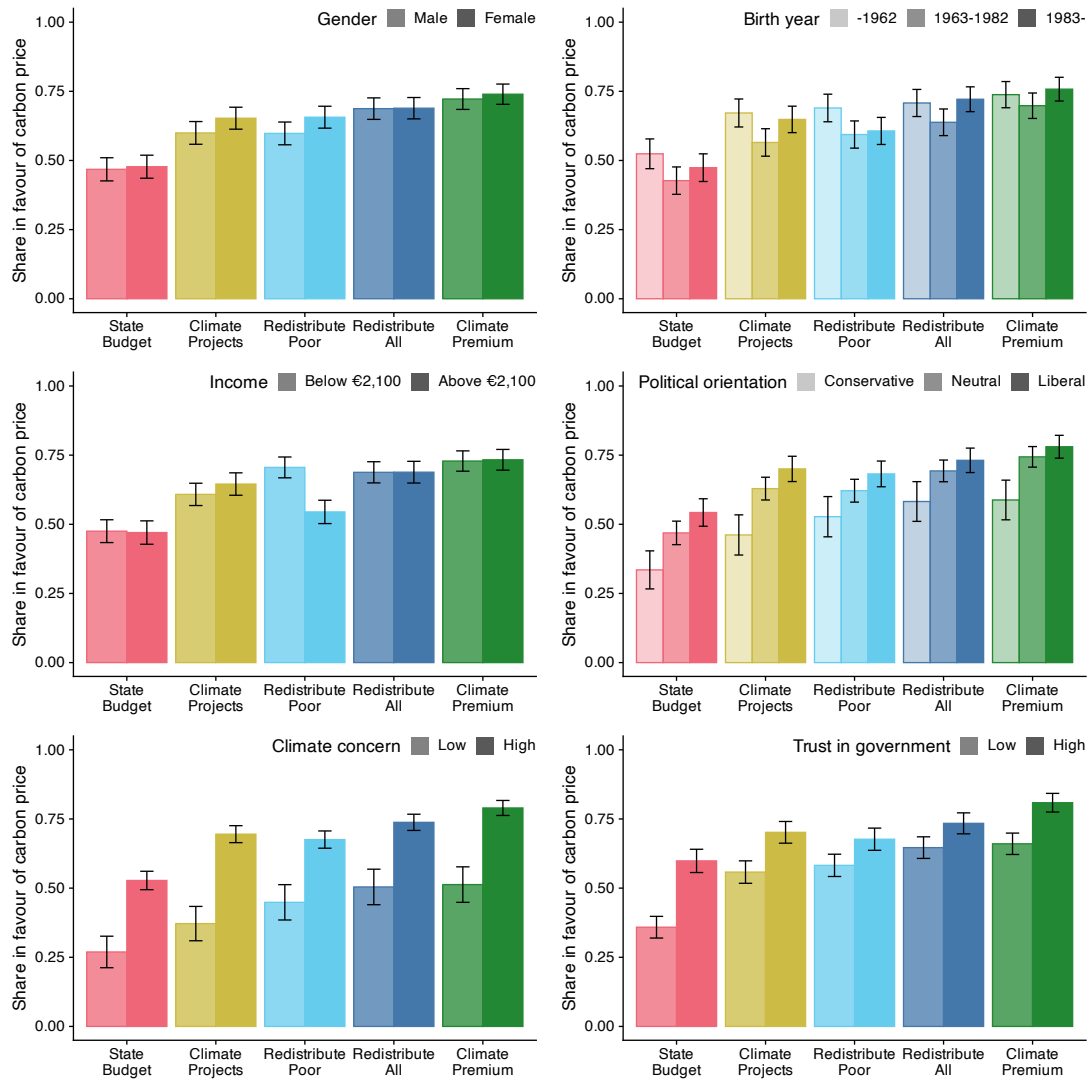 Gender Male Female
Share in favour of carbon price
1.00
0.75
0.50
0.25
0.00
State Budget
Climate Projects
Redistribute Poor
Redistribute All
Climate Premium
Birth year -1962 1963-1982 1983-
Share in favour of carbon price
1.00
0.75
0.50
0.25
0.00
State Budget
Climate Projects
Redistribute Poor
Redistribute All
Climate Premium
Income Below €2,100 Above €2,100
Share in favour of carbon price
1.00
0.75
0.50
0.25
0.00
State Budget
Climate Projects
Redistribute Poor
Redistribute All
Climate Premium
Political orientation Conservative Neutral Liberal
Share in favour of carbon price
1.00
0.75
0.50
0.25
0.00
State Budget
Climate Projects
Redistribute Poor
Redistribute All
Climate Premium
Climate concern Low High
Share in favour of carbon price
1.00
0.75
0.50
0.25
0.00
State Budget
Climate Projects
Redistribute Poor
Redistribute All
Climate Premium
Trust in government Low High
Share in favour of carbon price
1.00
0.75
0.50
0.25
0.00
State Budget
Climate Projects
Redistribute Poor
Redistribute All
Climate Premium